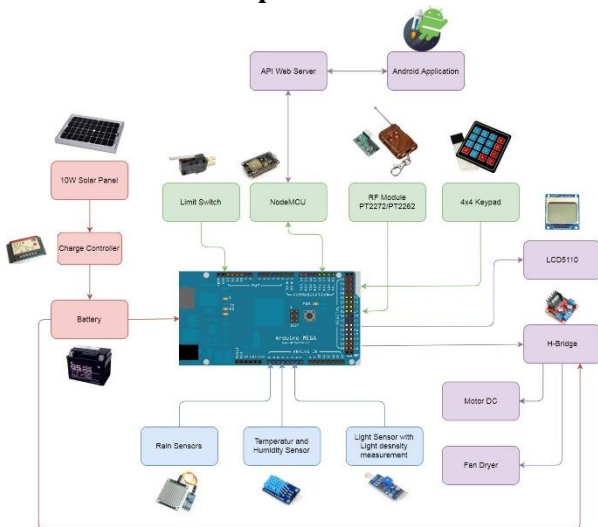 API Web Server
Android Application
10W Solar Panel
Limit Switch
NodeMCU
RF Module
PT2272/PT2262
4x4 Keypad
Charge Controller
LCD5110
Battery
Arduino MEGA
H-Bridge
Motor DC
Rain Sensors
Temperatur and
Humidity Sensor
Light Sensor with
Light desnsity
measurement
Fan Dryer